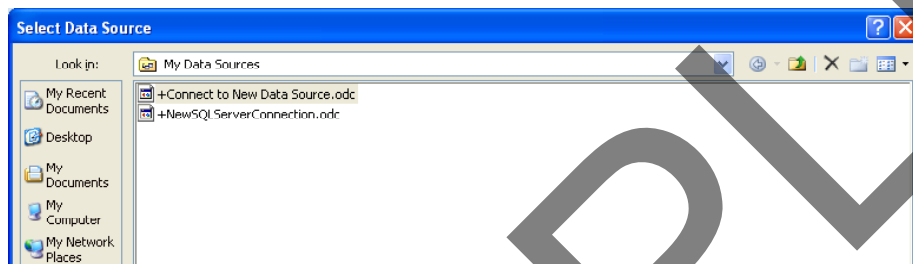 Select Data Source
Look in: My Data Sources
My Recent
Documents
Desktop
My
Documents
My
Computer
My Network
Places
+Connect to New Data Source.odc
+NewSQLServerConnection.odc